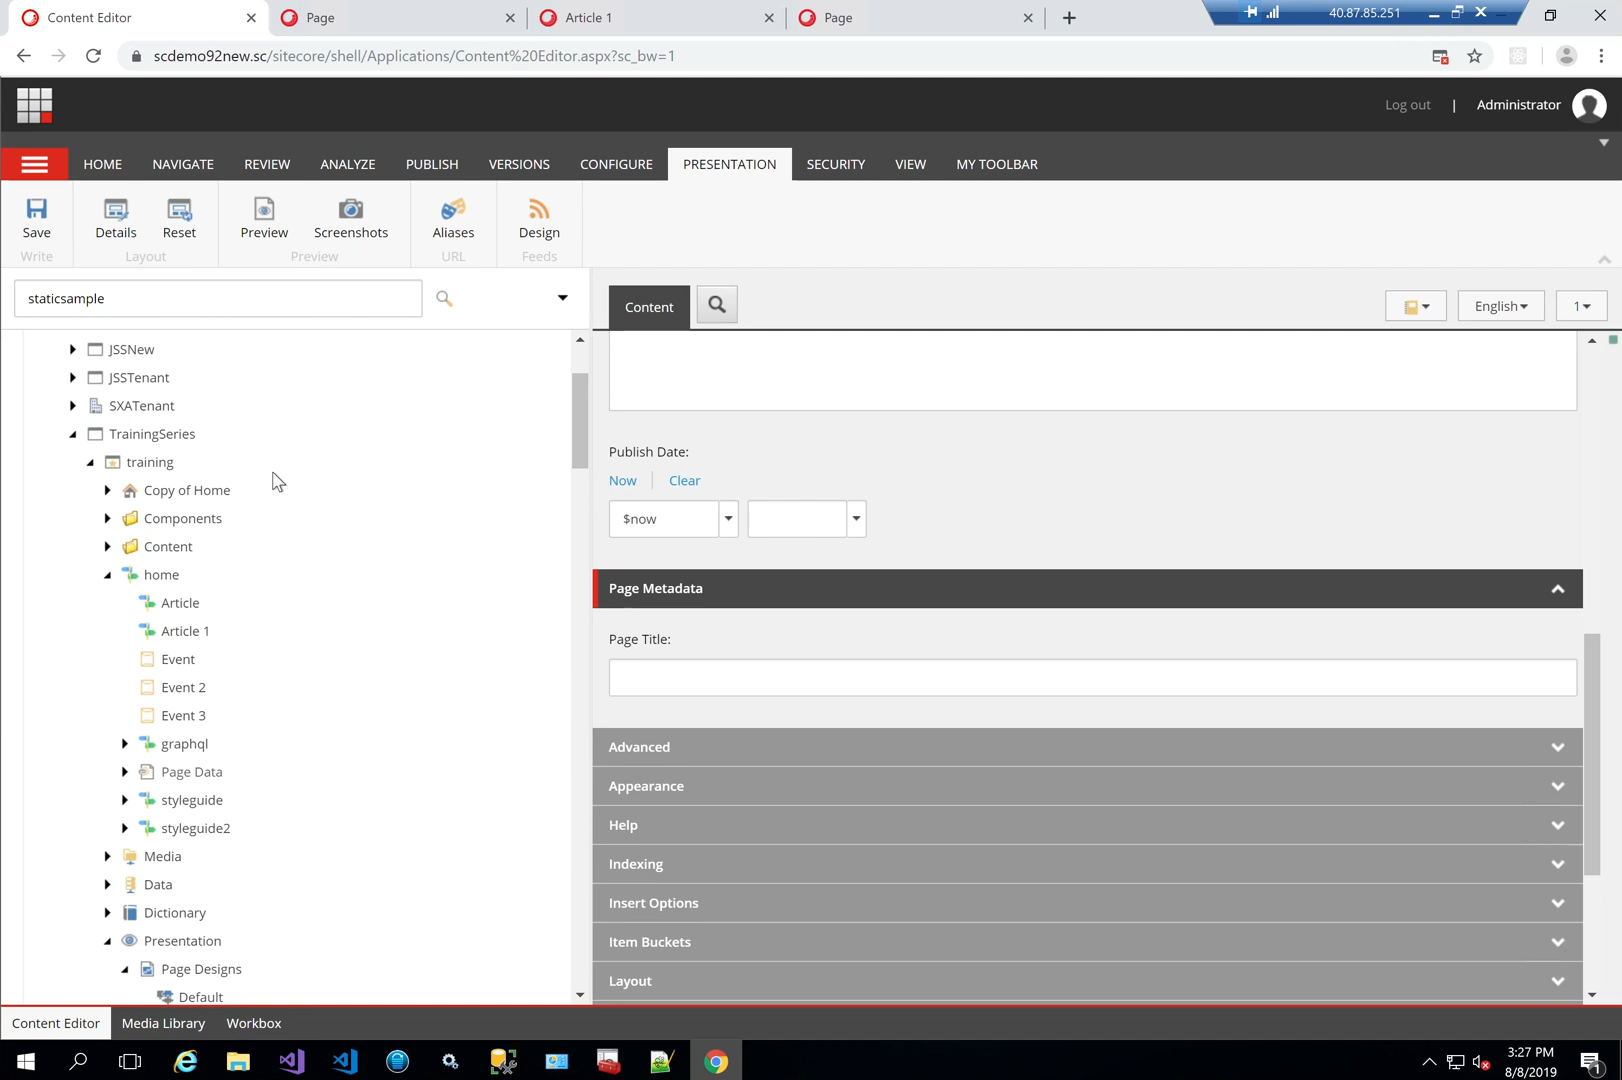 Content Editor
Page
Article 1
Page
40.87.85.251
scdemo92new.sc/sitecore/shell/Applications/Content%20Editor.aspx?sc_bw=1
Log out | Administrator
HOME NAVIGATE REVIEW ANALYZE PUBLISH VERSIONS CONFIGURE PRESENTATION SECURITY VIEW MY TOOLBAR
Save Details Reset Preview Screenshots Aliases Design
Write Layout Preview URL Feeds
staticsample
Content
English
1
JSSNew
JSSTenant
SXATenant
TrainingSeries
training
Copy of Home
Components
Content
home
Article
Article 1
Event
Event 2
Event 3
graphql
Page Data
styleguide
styleguide2
Media
Data
Dictionary
Presentation
Page Designs
Default
Publish Date:
Now Clear
$now
Page Metadata
Page Title:
Advanced
Appearance
Help
Indexing
Insert Options
Item Buckets
Layout
Content Editor Media Library Workbox
3:27 PM
8/8/2019
1